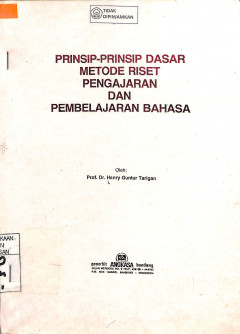 TIDAK
DIPINJAMKAN
PRINSIP-PRINSIP DASAR
METODE RISET
PENGAJARAN
DAN
PEMBELAJARAN BAHASA
Oleh:
Prof. Dr. Henry Guntur Tarigan
penerbit ANGKASA bandung